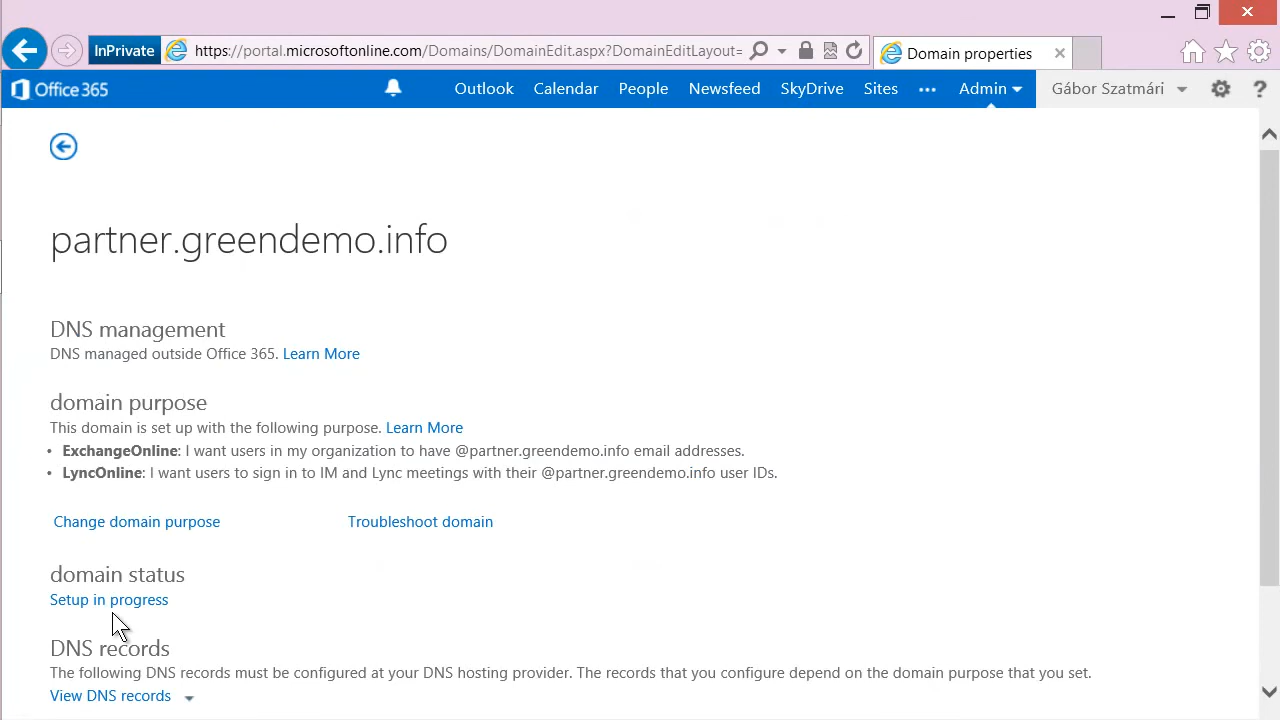 InPrivate
https://portal.microsoftonline.com/Domains/DomainEdit.aspx?DomainEditLayout=
Domain properties
Office 365
Outlook
Calendar
People
Newsfeed
SkyDrive
Sites
Admin
Gábor Szatmári
?
partner.greendemo.info
DNS management
DNS managed outside Office 365. Learn More
domain purpose
This domain is set up with the following purpose. Learn More
• ExchangeOnline: I want users in my organization to have @partner.greendemo.info email addresses.
• LyncOnline: I want users to sign in to IM and Lync meetings with their @partner.greendemo.info user IDs.
Change domain purpose
Troubleshoot domain
domain status
Setup in progress
DNS records
The following DNS records must be configured at your DNS hosting provider. The records that you configure depend on the domain purpose that you set.
View DNS records